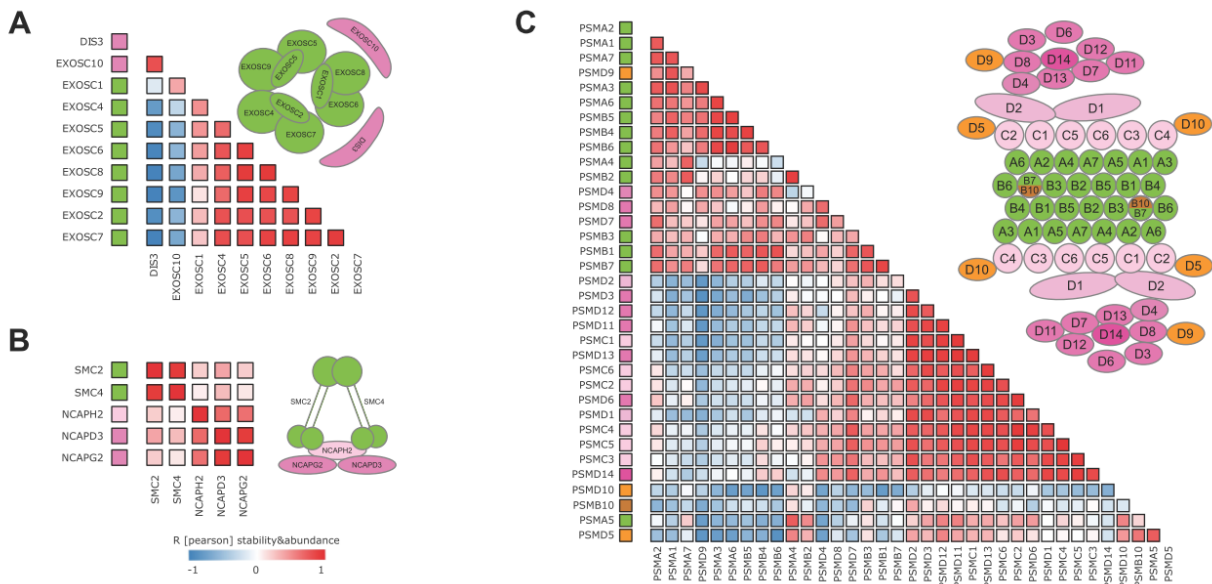 A
DIS3
EXOSC10
EXOSC1
EXOSC4
EXOSC5
EXOSC6
EXOSC8
EXOSC9
EXOSC2
EXOSC7
DIS3
EXOSC10
EXOSC1
EXOSC4
EXOSC5
EXOSC6
EXOSC8
EXOSC9
EXOSC2
EXOSC7
EXOSC5
EXOSC10
EXOSC9
EXOSC5
EXOSC8
EXOSC1
EXOSC4
EXOSC2
EXOSC6
EXOSC7
DIS3
B
SMC2
SMC4
NCAPH2
NCAPD3
NCAPG2
SMC2
SMC4
NCAPH2
NCAPD3
NCAPG2
SMC2
SMC4
NCAPH2
NCAPG2
NCAPD3
R [pearson] stability&abundance
-1 0 1
C
PSMA2
PSMA1
PSMA7
PSMD9
PSMA3
PSMA6
PSMB5
PSMB4
PSMB6
PSMA4
PSMB2
PSMD4
PSMD8
PSMD7
PSMB3
PSMB1
PSMB7
PSMD2
PSMD3
PSMD12
PSMD11
PSMC1
PSMD13
PSMC6
PSMC2
PSMD6
PSMD1
PSMC4
PSMC5
PSMC3
PSMD14
PSMD10
PSMB10
PSMA5
PSMD5
PSMA2
PSMA1
PSMA7
PSMD9
PSMA3
PSMA6
PSMB5
PSMB4
PSMB6
PSMA4
PSMB2
PSMD4
PSMD8
PSMD7
PSMB3
PSMB1
PSMB7
PSMD2
PSMD3
PSMD12
PSMD11
PSMC1
PSMD13
PSMC6
PSMC2
PSMD6
PSMD1
PSMC4
PSMC5
PSMC3
PSMD14
PSMD10
PSMB10
PSMA5
PSMD5
D3 D6
D12
D9 D8 D14 D11
D4 D13 D7
D2 D1
D5 C2 C1 C5 C6 C3 C4 D10
A6 A2 A4 A7 A5 A1 A3
B6 B7 B10 B3 B2 B5 B1 B4
B4 B1 B5 B2 B3 B10 B7 B6
A3 A1 A5 A7 A4 A2 A6
D10 C4 C3 C6 C5 C1 C2 D5
D1 D2
D7 D13 D4
D11 D12 D14 D8 D9
D6 D3